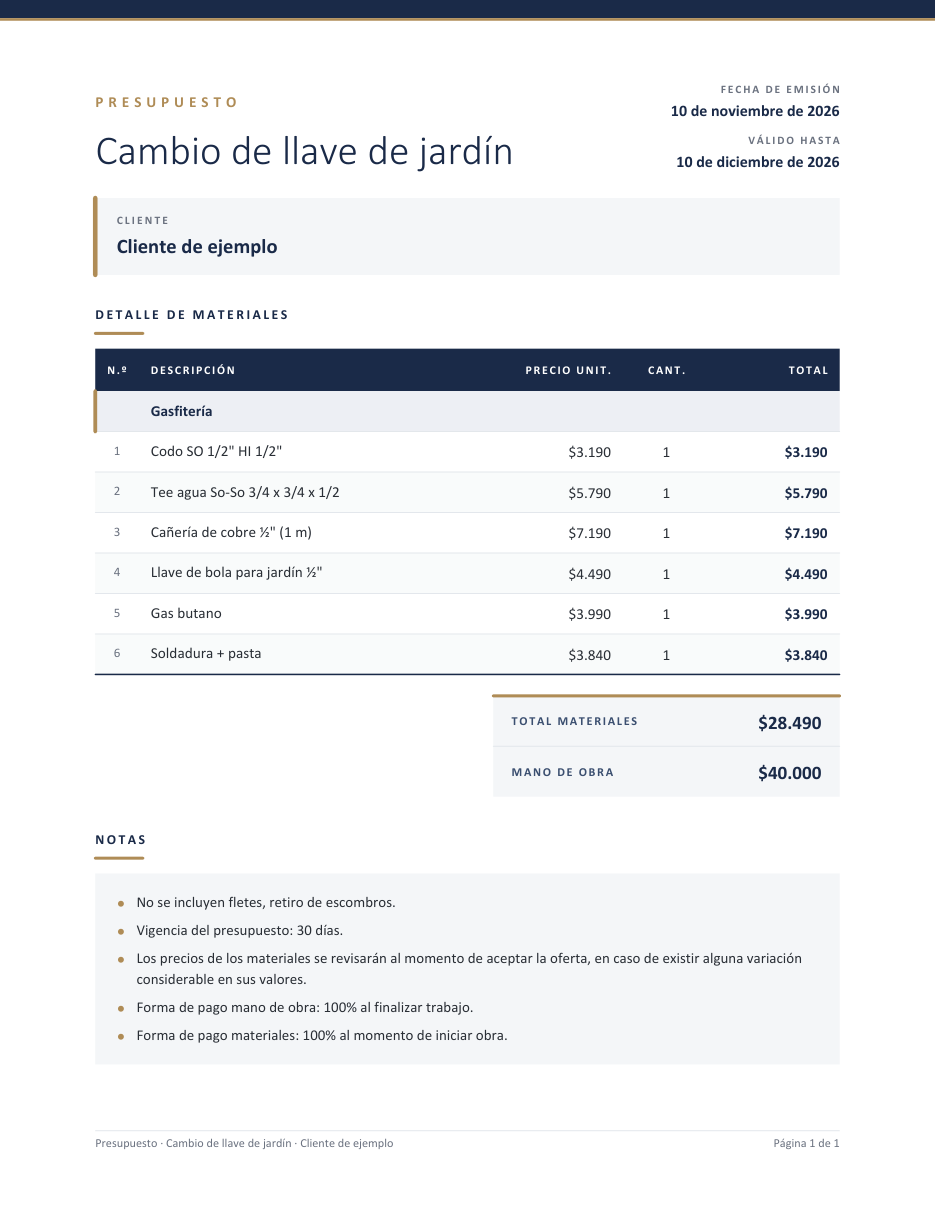 PRESUPUESTO
Cambio de llave de jardín
FECHA DE EMISIÓN
10 de noviembre de 2026
VÁLIDO HASTA
10 de diciembre de 2026
CLIENTE
Cliente de ejemplo
DETALLE DE MATERIALES
N.º DESCRIPCIÓN PRECIO UNIT. CANT. TOTAL
Gasfitería
1 Codo SO 1/2" HI 1/2" $3.190 1 $3.190
2 Tee agua So-So 3/4 x 3/4 x 1/2 $5.790 1 $5.790
3 Cañería de cobre ½" (1 m) $7.190 1 $7.190
4 Llave de bola para jardín ½" $4.490 1 $4.490
5 Gas butano $3.990 1 $3.990
6 Soldadura + pasta $3.840 1 $3.840
TOTAL MATERIALES $28.490
MANO DE OBRA $40.000
NOTAS
● No se incluyen fletes, retiro de escombros.
● Vigencia del presupuesto: 30 días.
● Los precios de los materiales se revisarán al momento de aceptar la oferta, en caso de existir alguna variación
considerable en sus valores.
● Forma de pago mano de obra: 100% al finalizar trabajo.
● Forma de pago materiales: 100% al momento de iniciar obra.
Presupuesto · Cambio de llave de jardín · Cliente de ejemplo Página 1 de 1